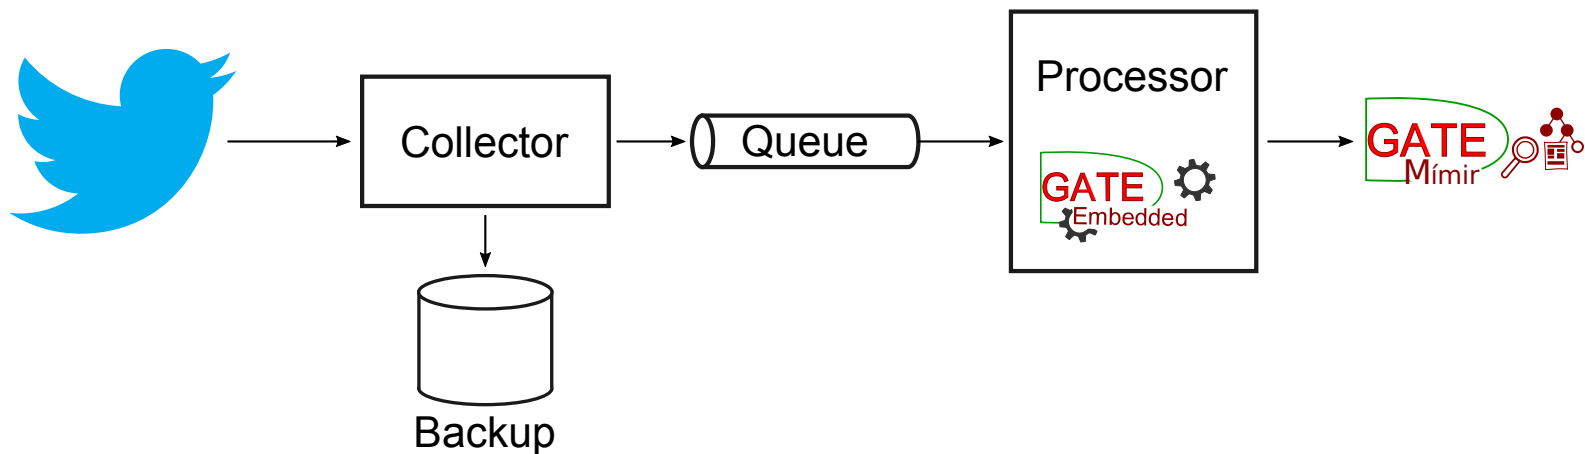 Collector
Queue
Processor
GATE
Embedded
GATE
Mímir
Backup